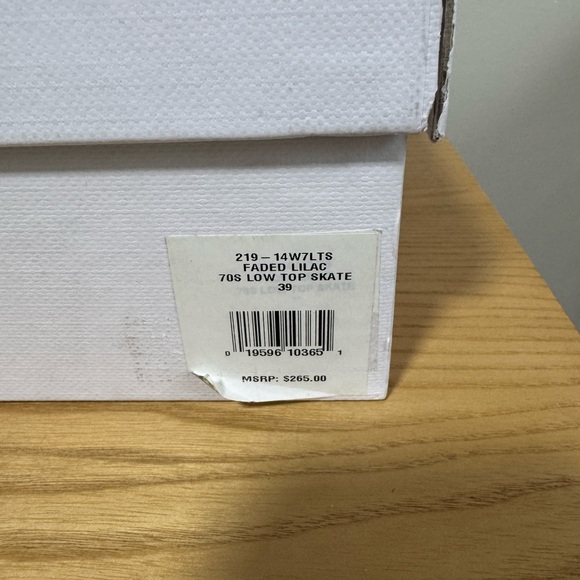 219-14W7LTS
FADED LILAC
70S LOW TOP SKATE
39
0 19596 10365 1
MSRP: $265.00